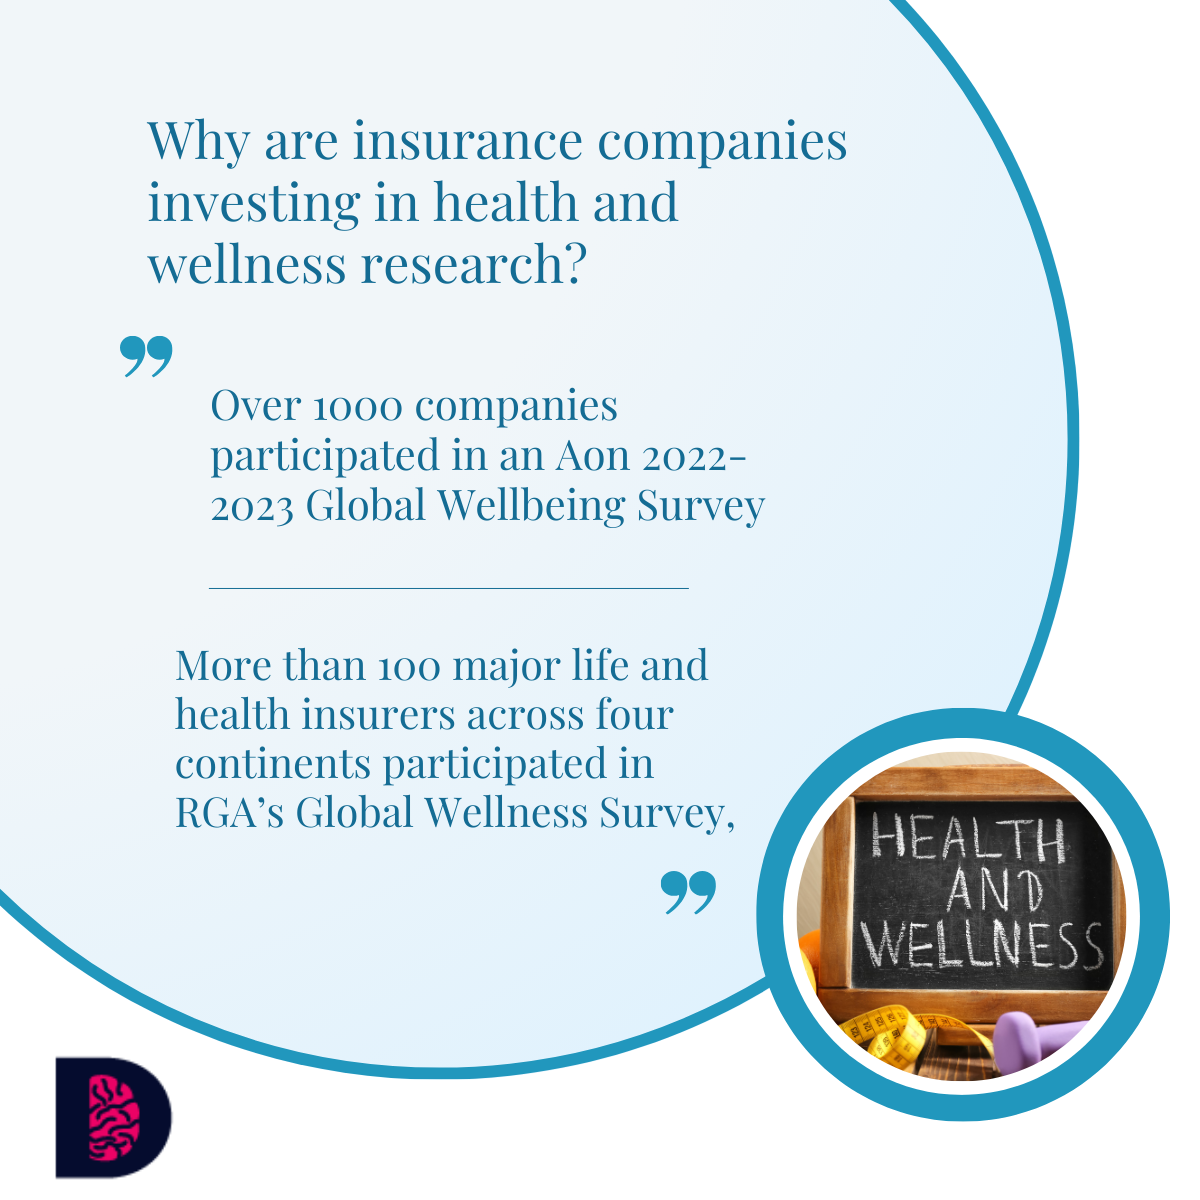 Why are insurance companies
investing in health and
wellness research?
”
Over 1000 companies
participated in an Aon 2022-
2023 Global Wellbeing Survey
More than 100 major life and
health insurers across four
continents participated in
RGA’s Global Wellness Survey,
”
HEALTH
AND
WELLNESS
D